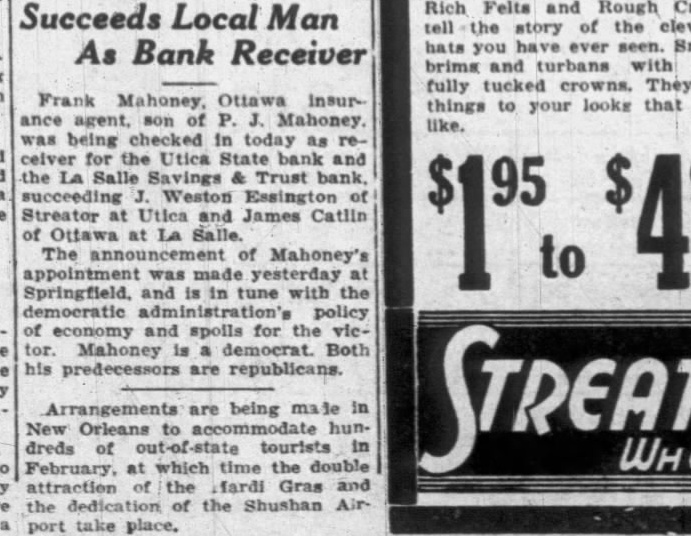 Succeeds Local Man
As Bank Receiver
Frank Mahoney, Ottawa insur-
ance agent, son of P. J. Mahoney,
was being checked in today as re-
ceiver for the Utica State bank and
the La Salle Savings & Trust bank,
succeeding J. Weston Essington of
Streator at Utica and James Catlin
of Ottawa at La Salle.
The announcement of Mahoney's
appointment was made yesterday at
Springfield, and is in tune with the
democratic administration's policy
of economy and spoils for the vic-
tor. Mahoney is a democrat. Both
his predecessors are republicans.
Arrangements are being made in
New Orleans to accommodate hun-
dreds of out-of-state tourists in
February, at which time the double
attraction of the Mardi Gras and
the dedication of the Shushan Air-
port take place.
Rich Felts and Rough
tell the story of the
hats you have ever seen.
brims and turbans with
fully tucked crowns. They
things to your looks that
like.
$1.95 to $4
STREAT
WH